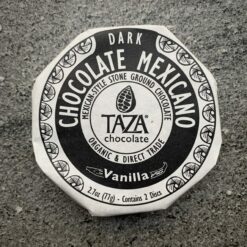 DARK
CHOCOLATE MEXICANO
MEXICAN-STYLE STONE GROUND CHOCOLATE
TAZA®
chocolate
ORGANIC & DIRECT TRADE
Vanilla
2.7oz (77g) - Contains 2 Discs